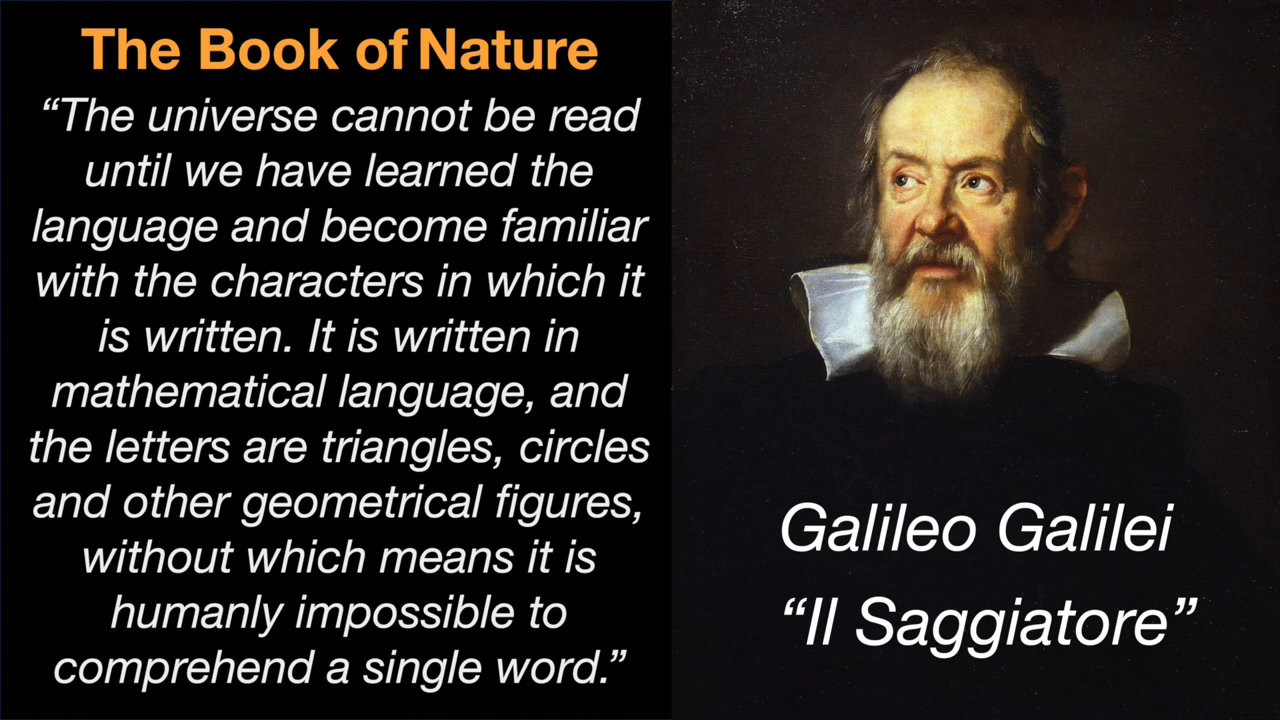 The Book of Nature
“The universe cannot be read
until we have learned the
language and become familiar
with the characters in which it
is written. It is written in
mathematical language, and
the letters are triangles, circles
and other geometrical figures,
without which means it is
humanly impossible to
comprehend a single word.”
Galileo Galilei
“Il Saggiatore”